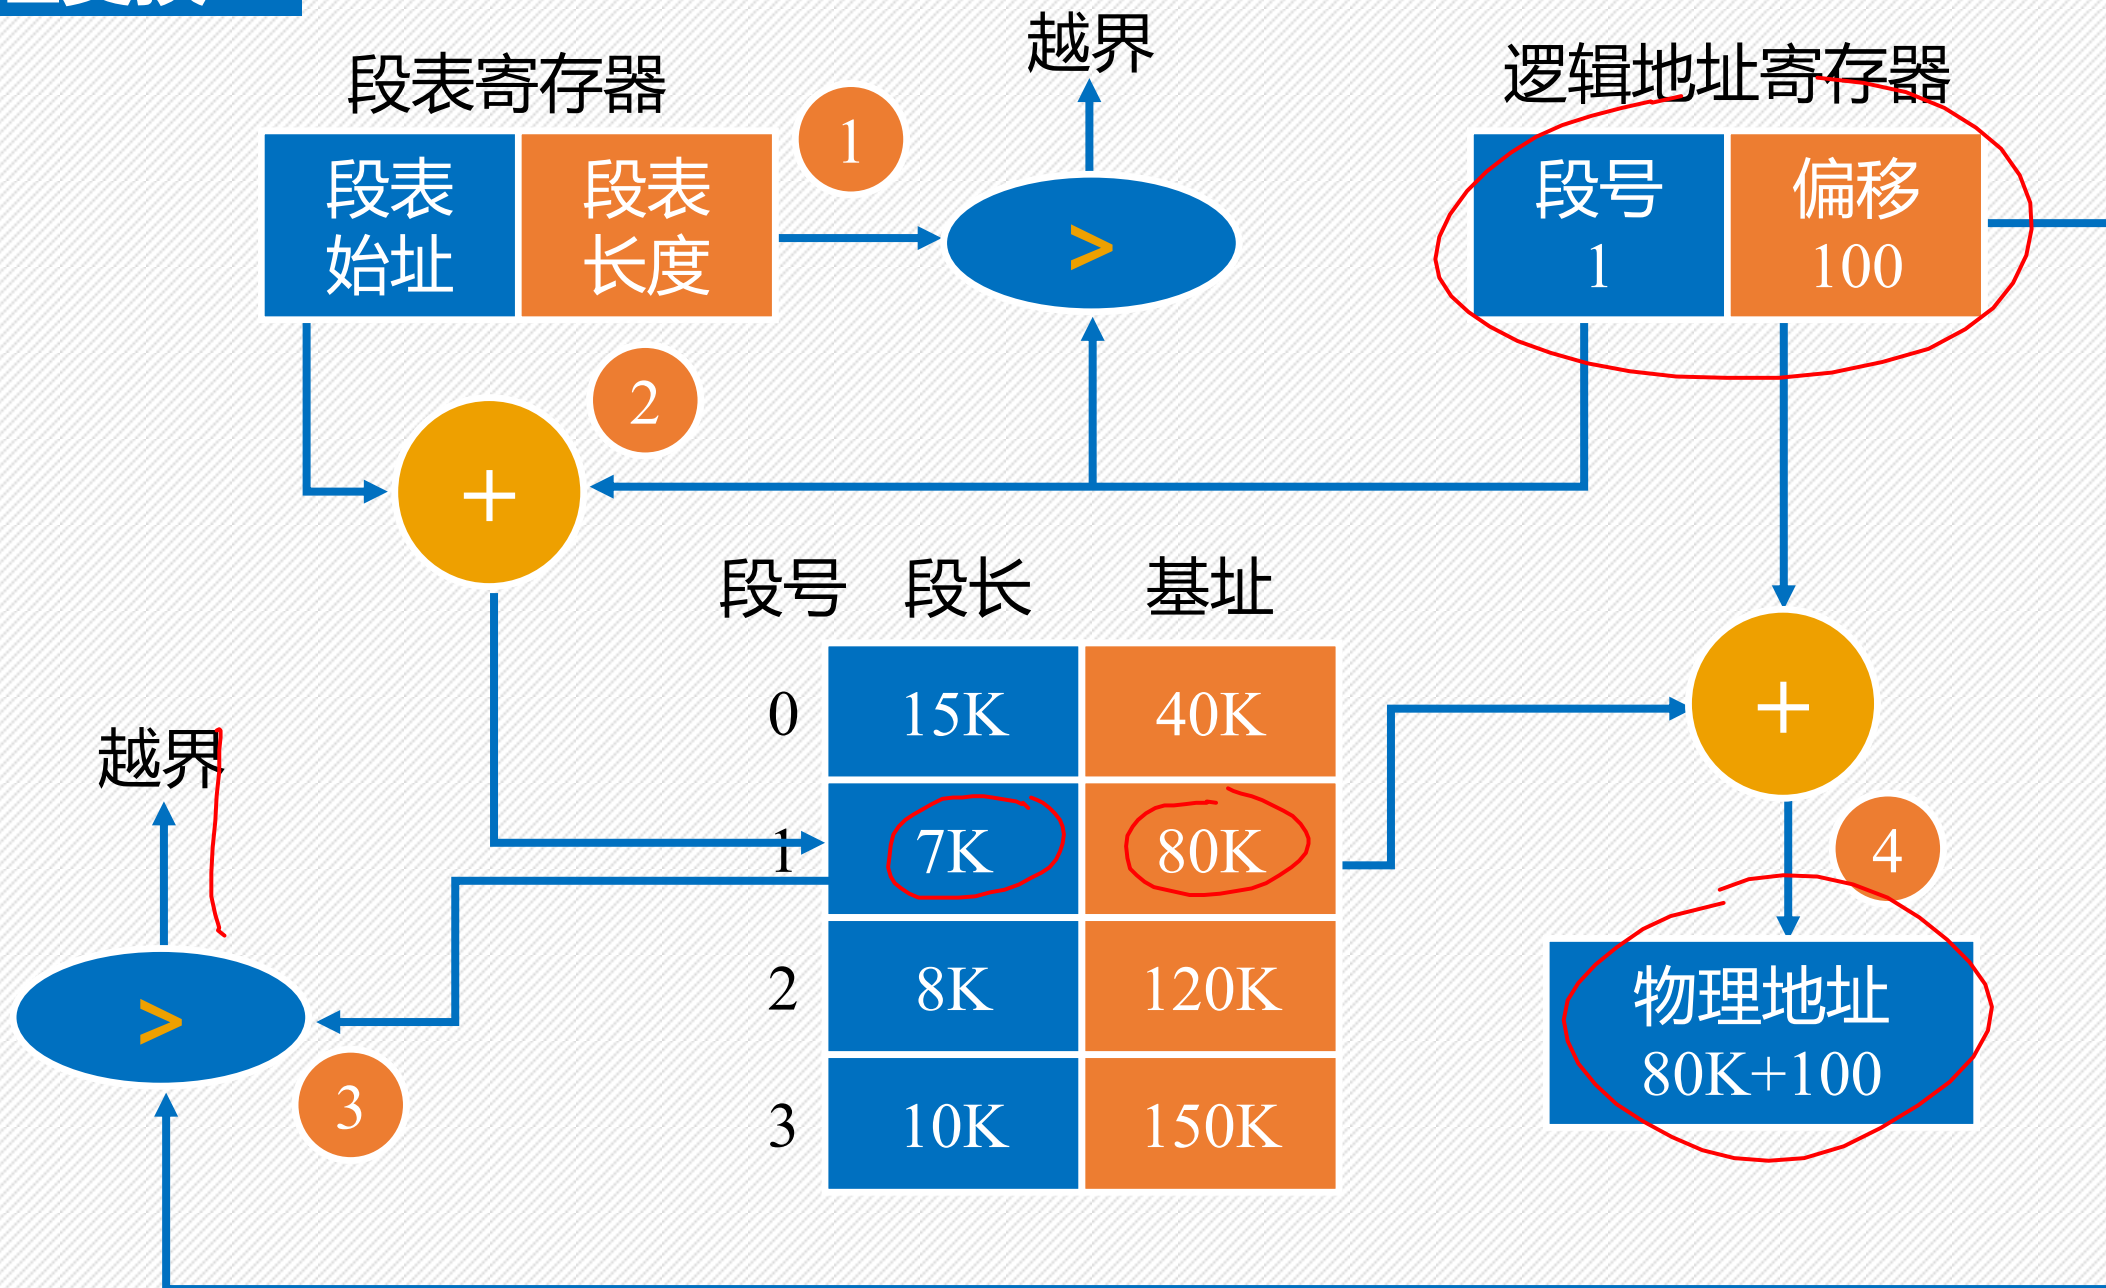 越界
段表寄存器
逻辑地址寄存器
1
段表
始址
段表
长度
>
段号
1
偏移
100
2
+
段号 段长 基址
0 15K 40K
+
越界
1 7K 80K
4
2 8K 120K
>
物理地址
80K+100
3
3 10K 150K